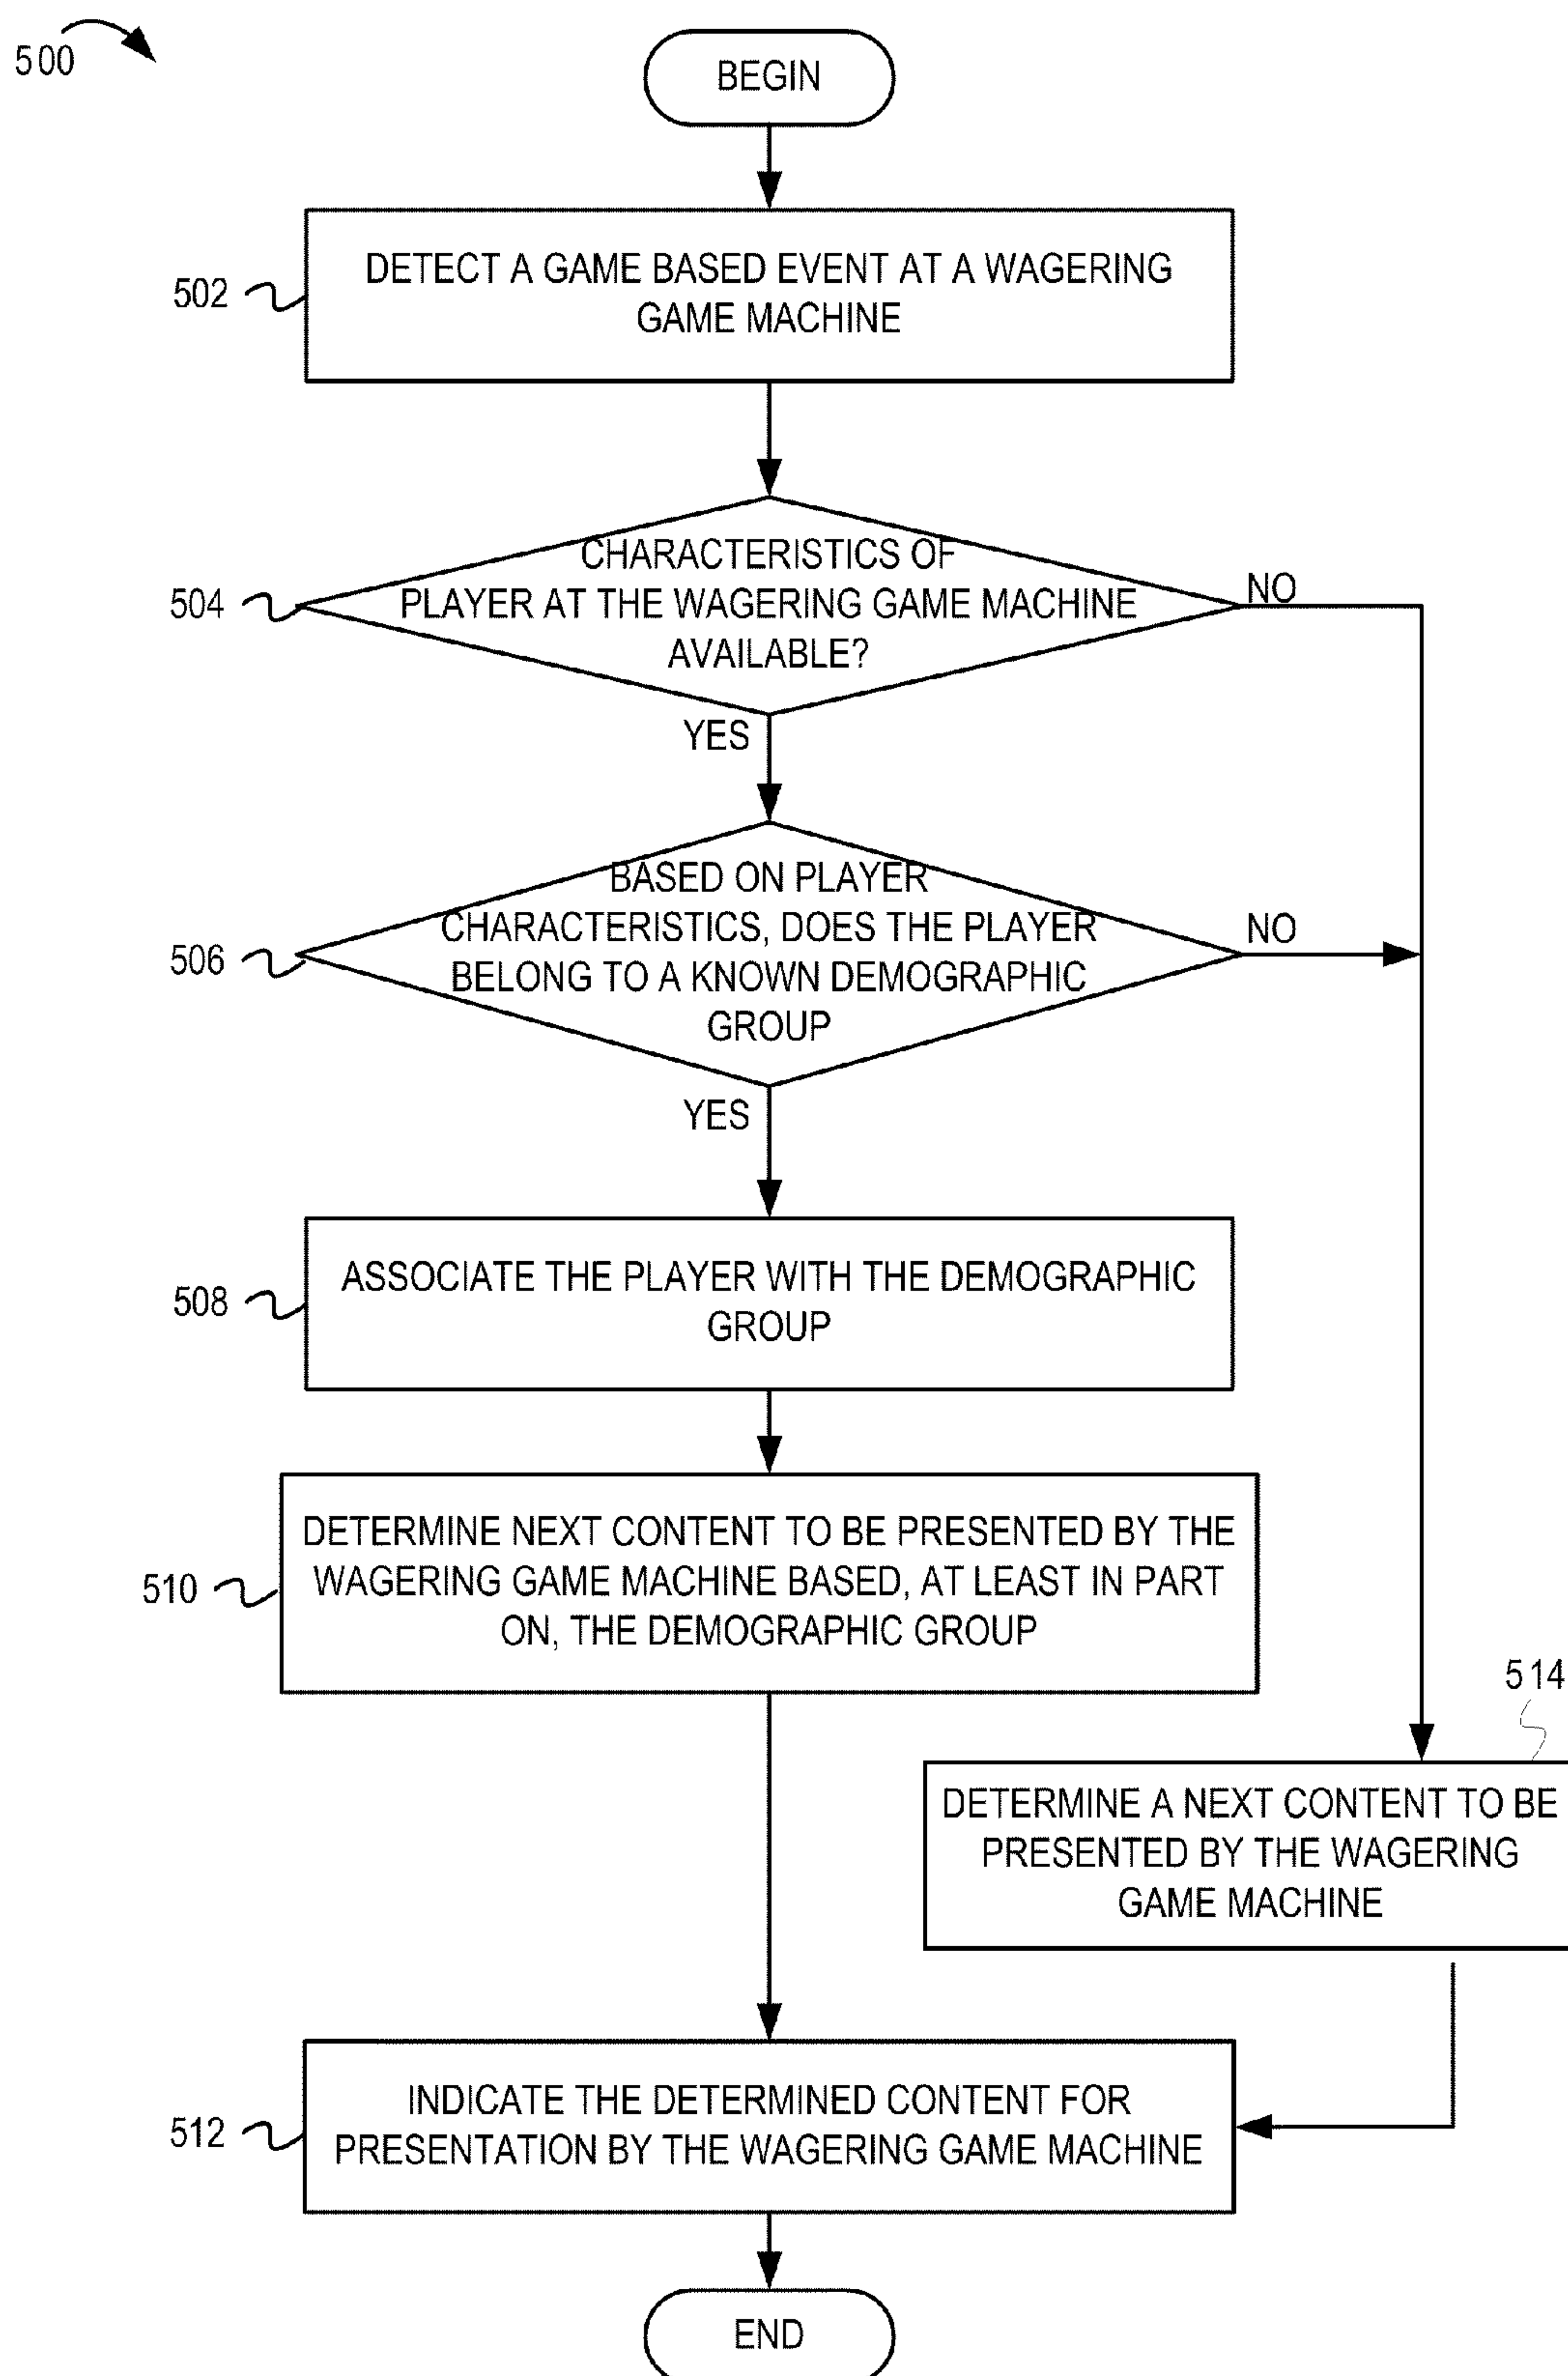 500
BEGIN
502
DETECT A GAME BASED EVENT AT A WAGERING
GAME MACHINE
504
CHARACTERISTICS OF
PLAYER AT THE WAGERING GAME MACHINE
AVAILABLE?
NO
YES
506
BASED ON PLAYER
CHARACTERISTICS, DOES THE PLAYER
BELONG TO A KNOWN DEMOGRAPHIC
GROUP
NO
YES
508
ASSOCIATE THE PLAYER WITH THE DEMOGRAPHIC
GROUP
510
DETERMINE NEXT CONTENT TO BE PRESENTED BY THE
WAGERING GAME MACHINE BASED, AT LEAST IN PART
ON, THE DEMOGRAPHIC GROUP
514
DETERMINE A NEXT CONTENT TO BE
PRESENTED BY THE WAGERING
GAME MACHINE
512
INDICATE THE DETERMINED CONTENT FOR
PRESENTATION BY THE WAGERING GAME MACHINE
END